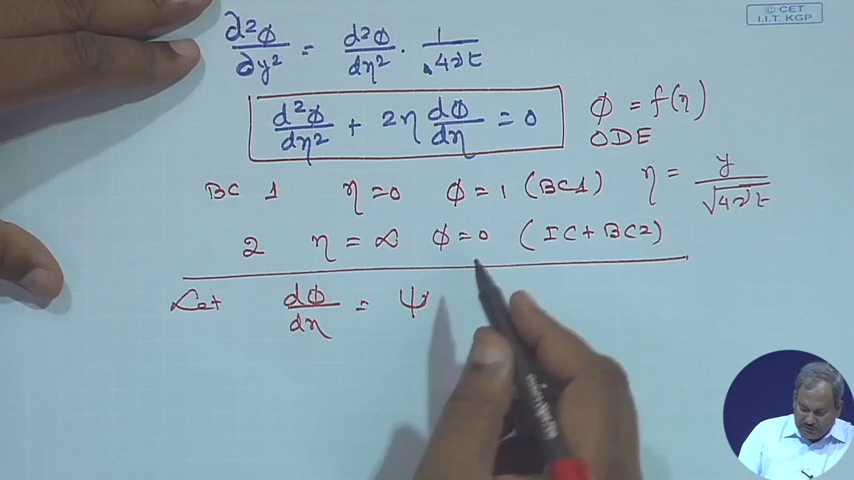 © CET
I.I.T. KGP
∂²φ/∂y² = d²φ/dη² · 1/4νt
d²φ/dη² + 2η dφ/dη = 0
φ = f(η)
ODE
BC 1 η=0 φ=1 (BC1)
η = y/√4νt
2 η=∞ φ=0 (IC+BC2)
Let dφ/dη = ψ